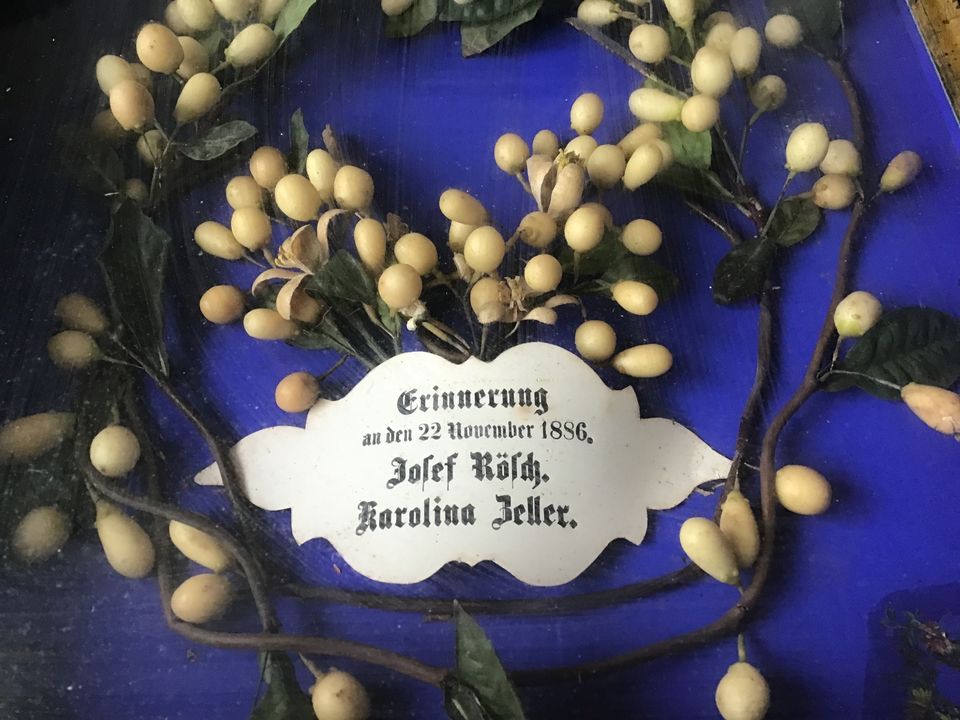 Erinnerung
an den 22 November 1886.
Josef Rösch.
Karolina Zeller.